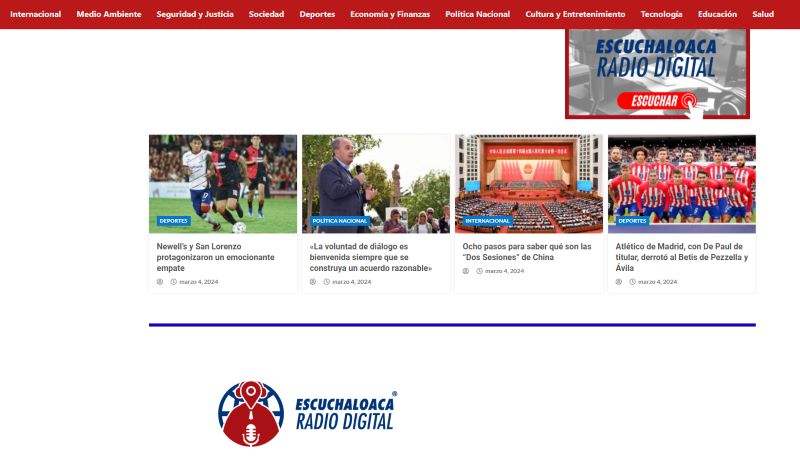 Internacional Medio Ambiente Seguridad y Justicia Sociedad Deportes Economía y Finanzas Política Nacional Cultura y Entretenimiento Tecnología Educación Salud
ESCUCHALOACA
RADIO DIGITAL
ESCUCHAR
DEPORTES
Newell's y San Lorenzo
protagonizaron un emocionante
empate
marzo 4, 2024
POLÍTICA NACIONAL
«La voluntad de diálogo es
bienvenida siempre que se
construya un acuerdo razonable»
marzo 4, 2024
INTERNACIONAL
Ocho pasos para saber qué son las
“Dos Sesiones” de China
marzo 4, 2024
DEPORTES
Atlético de Madrid, con De Paul de
titular, derrotó al Betis de Pezzella y
Ávila
marzo 4, 2024
ESCUCHALOACA®
RADIO DIGITAL